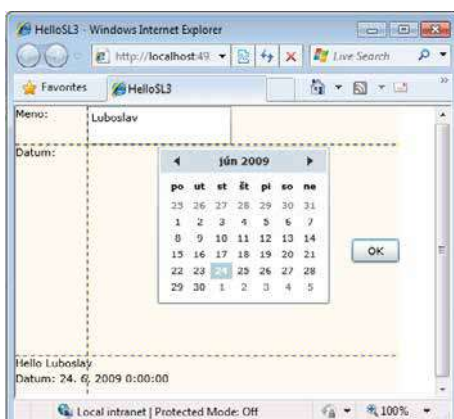 HelloSL3 - Windows Internet Explorer
http://localhost:49
Live Search
Favorites
HelloSL3
Meno:
Luboslav
Datum:
jún 2009
po ut st št pi so ne
25 26 27 28 29 30 31
1 2 3 4 5 6 7
8 9 10 11 12 13 14
15 16 17 18 19 20 21
22 23 24 25 26 27 28
29 30 1 2 3 4 5
OK
Hello Luboslav
Datum: 24. 6. 2009 0:00:00
Local intranet | Protected Mode: Off
100%